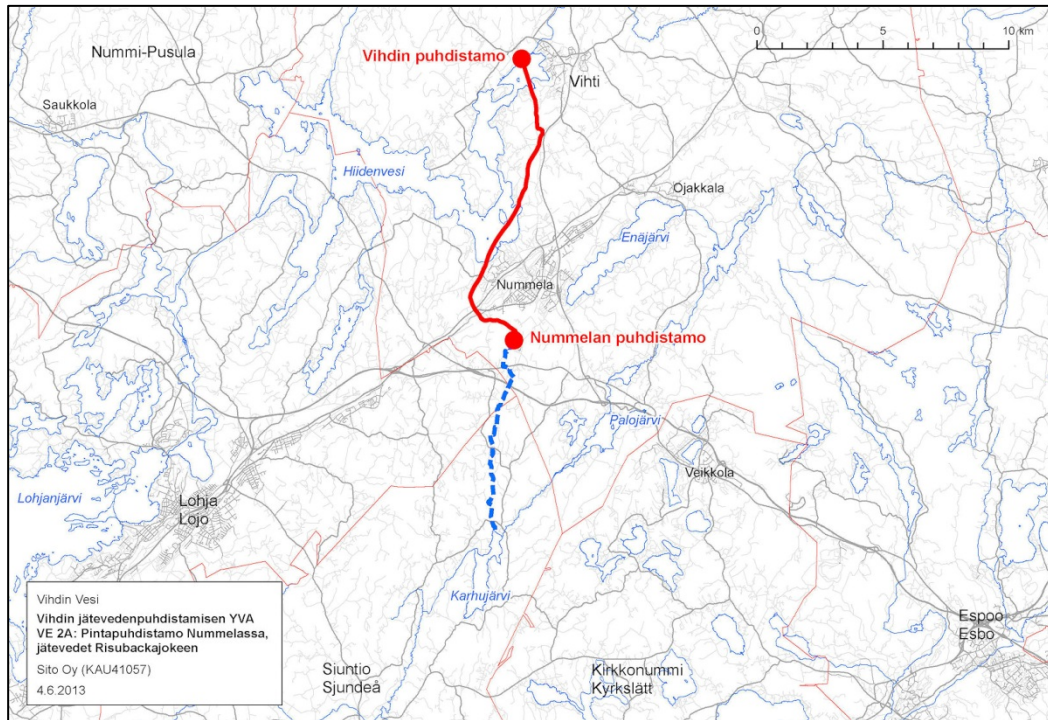 Nummi-Pusula
Vihdin puhdistamo
0 5 10 km
Vihti
Saukkola
Hiidenvesi
Ojakkala
Enäjärvi
Nummela
Nummelan puhdistamo
Palojärvi
Veikkola
Lohjanjärvi
Lohja
Lojo
Karhujärvi
Vihdin Vesi
Vihdin jätevedenpuhdistamisen YVA
VE 2A: Pintapuhdistamo Nummelassa,
jätevedet Risubackajokeen
Sito Oy (KAU41057)
4.6.2013
Espoo
Esbo
Siuntio
Sjundeå
Kirkkonummi
Kyrkslätt